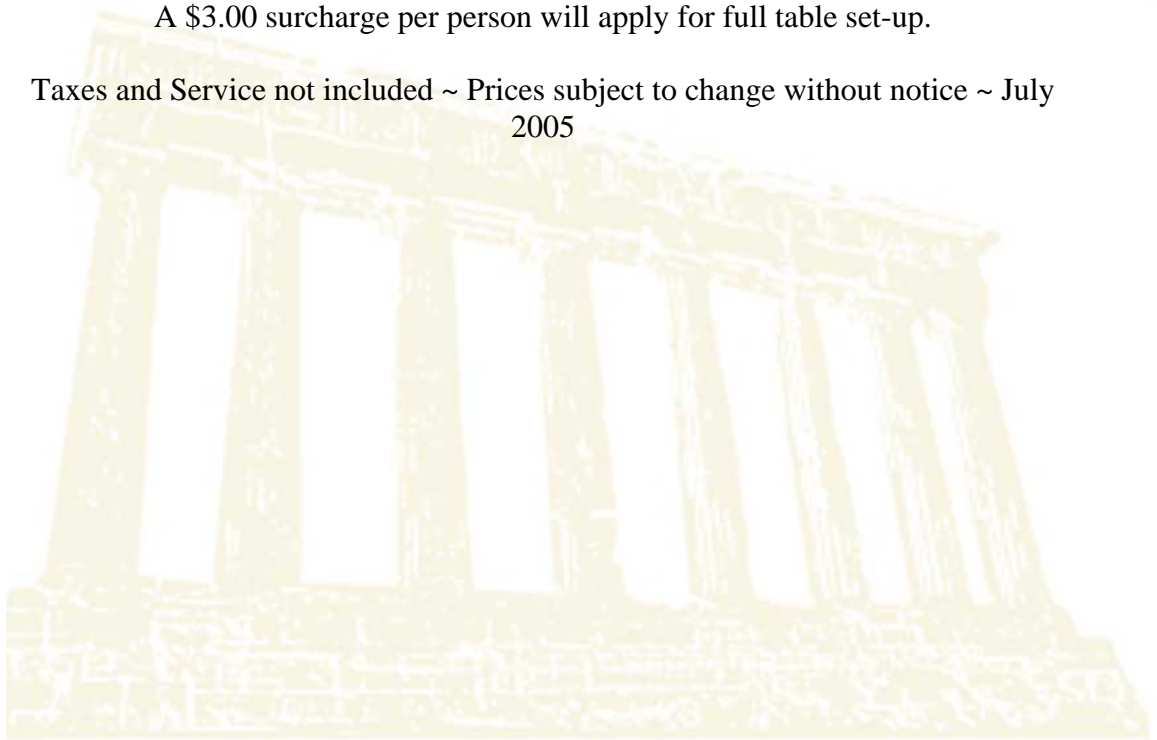 A $3.00 surcharge per person will apply for full table set-up.
Taxes and Service not included ~ Prices subject to change without notice ~ July
2005